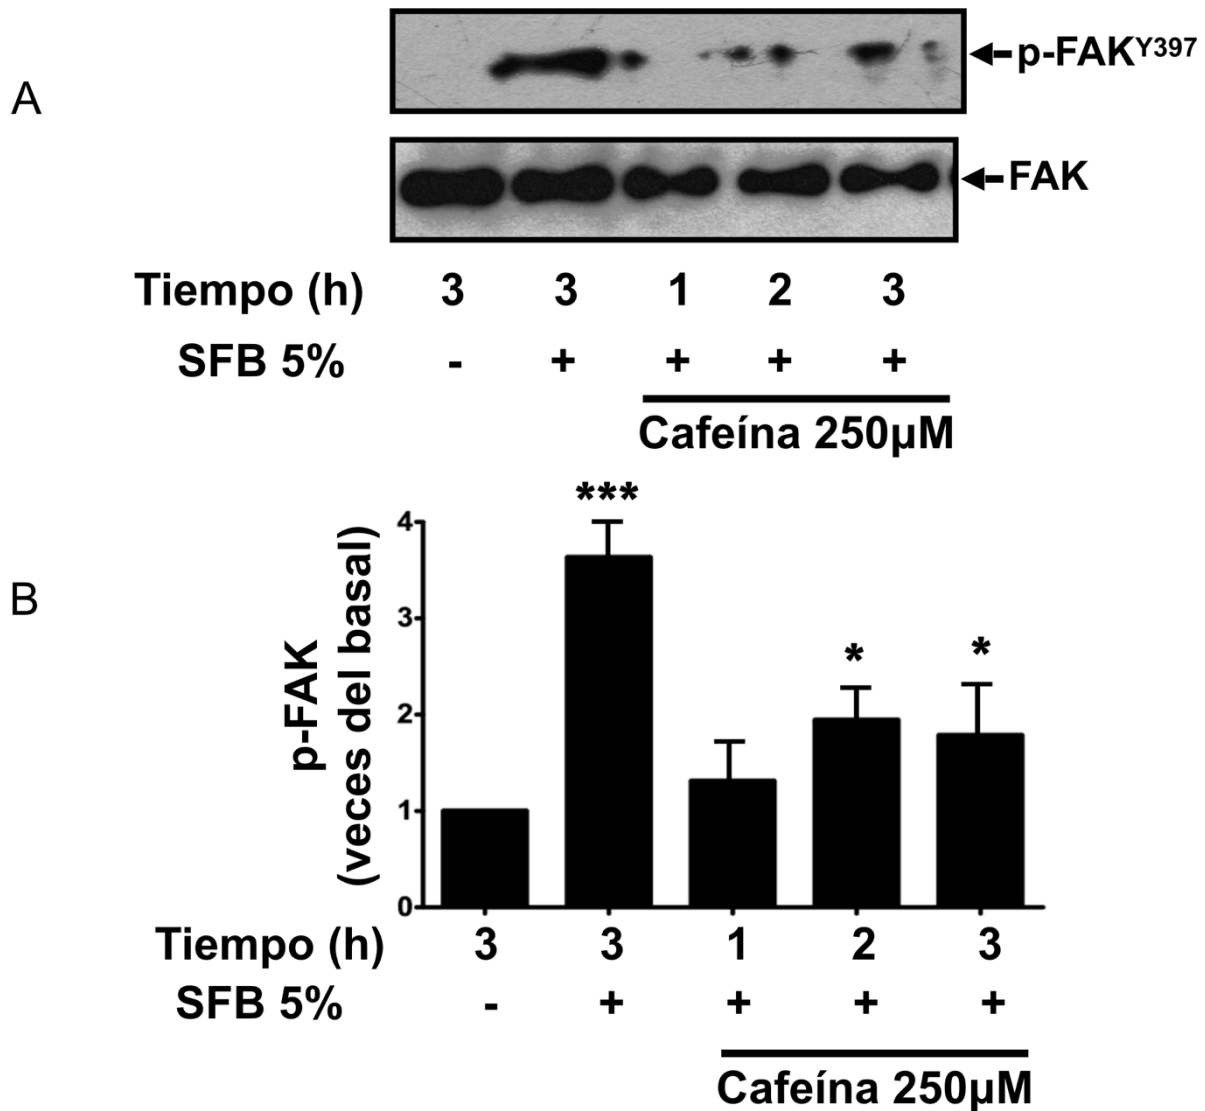 A
p-FAKY397
FAK
Tiempo (h) 3 3 1 2 3
SFB 5% - + + + +
Cafeína 250µM
B
p-FAK
(veces del basal)
***
*
*
4
3
2
1
0
Tiempo (h) 3 3 1 2 3
SFB 5% - + + + +
Cafeína 250µM